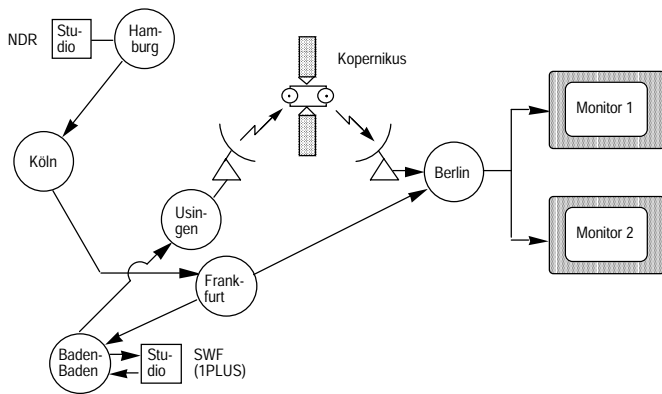 NDR
Stu-
dio
Ham-
burg
Kopernikus
Monitor 1
Köln
Berlin
Usin-
gen
Monitor 2
Frank-
furt
Baden-
Baden
Stu-
dio
SWF
(1PLUS)